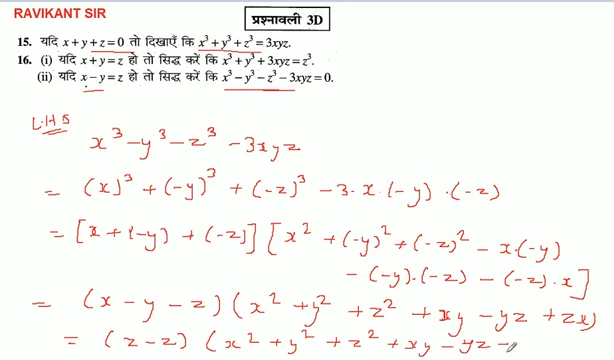 RAVIKANT SIR
प्रश्नावली 3D
15. यदि x + y + z = 0 तो दिखाएँ कि x³ + y³ + z³ = 3xyz.
16. (i) यदि x + y = z हो तो सिद्ध करें कि x³ + y³ + 3xyz = z³.
(ii) यदि x − y = z हो तो सिद्ध करें कि x³ − y³ − z³ − 3xyz = 0.
L.H.S
x³ − y³ − z³ − 3xyz
= (x)³ + (−y)³ + (−z)³ − 3·x·(−y)·(−z)
= [x + (−y) + (−z)] [x² + (−y)² + (−z)² − x·(−y)
− (−y)·(−z) − (−z)·x]
= (x − y − z) (x² + y² + z² + xy − yz + zx)
= (z − z) (x² + y² + z² + xy − yz −